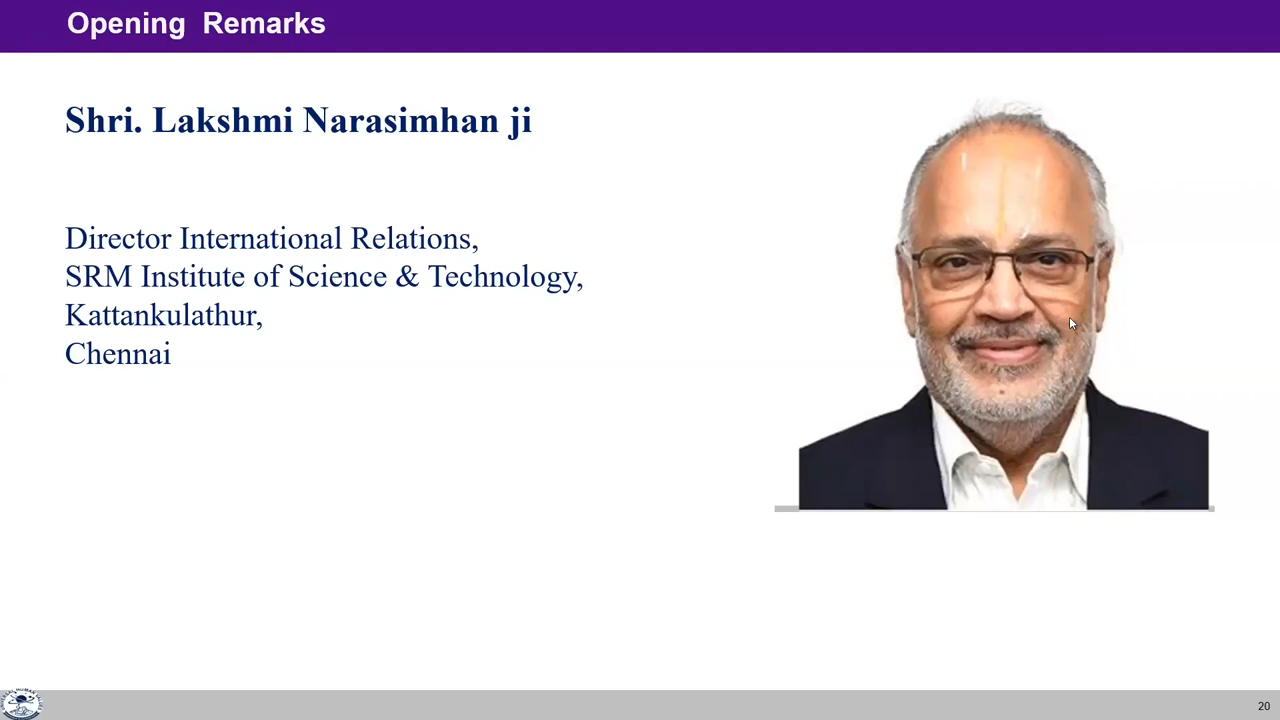 Opening Remarks
Shri. Lakshmi Narasimhan ji
Director International Relations,
SRM Institute of Science & Technology,
Kattankulathur,
Chennai
20